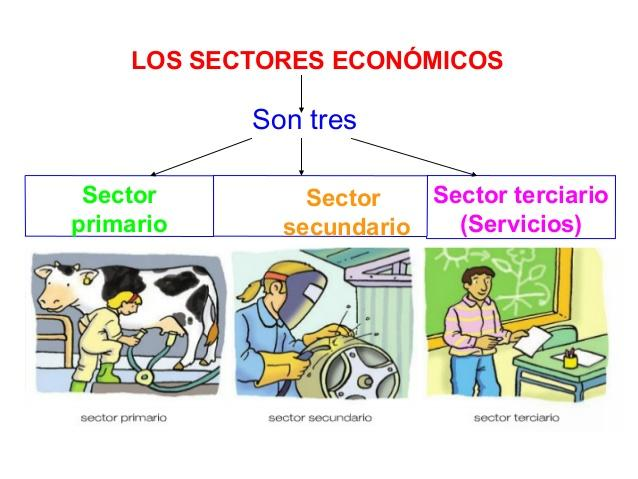 LOS SECTORES ECONÓMICOS
Son tres
Sector
primario
Sector
secundario
Sector terciario
(Servicios)
sector primario
sector secundario
sector terciario